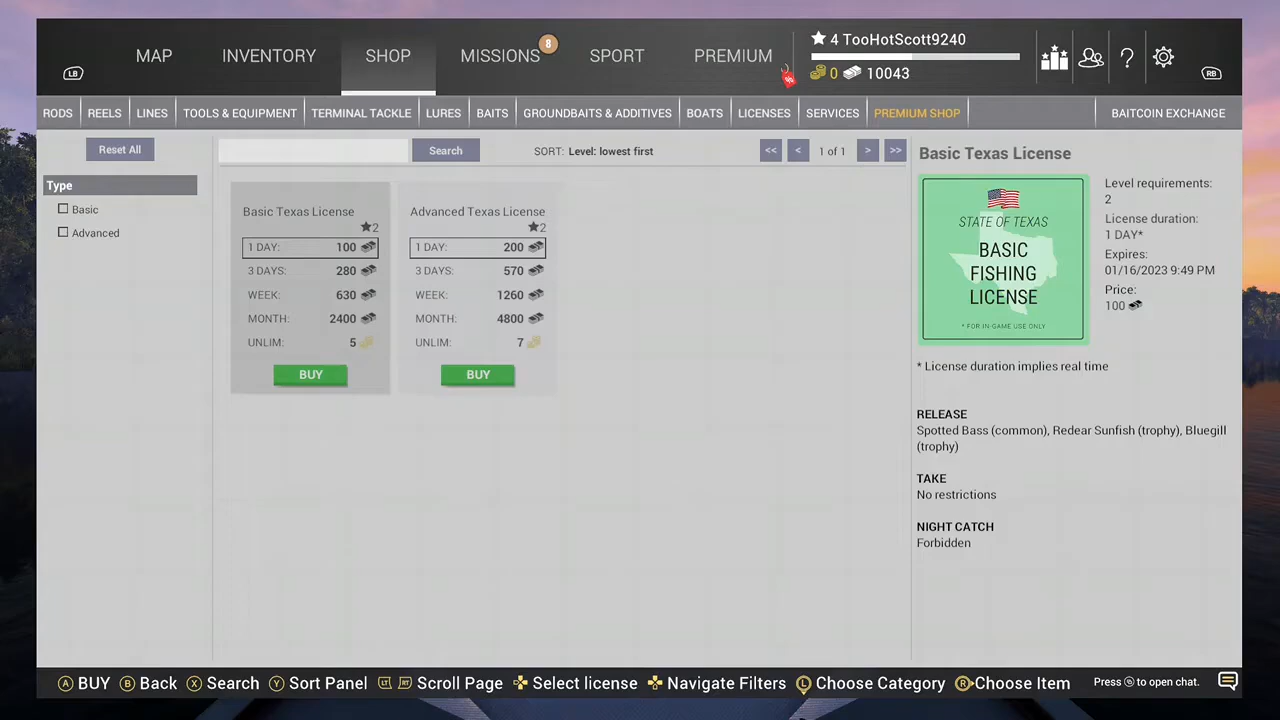 MAP INVENTORY SHOP MISSIONS 8 SPORT PREMIUM
4 TooHotScott9240
0 10043
LB
RB
RODS REELS LINES TOOLS & EQUIPMENT TERMINAL TACKLE LURES BAITS GROUNDBAITS & ADDITIVES BOATS LICENSES SERVICES PREMIUM SHOP BAITCOIN EXCHANGE
Reset All
Search SORT: Level: lowest first << < 1 of 1 > >>
Type
Basic
Advanced
Basic Texas License
2
1 DAY: 100
3 DAYS: 280
WEEK: 630
MONTH: 2400
UNLIM: 5
BUY
Advanced Texas License
2
1 DAY: 200
3 DAYS: 570
WEEK: 1260
MONTH: 4800
UNLIM: 7
BUY
Basic Texas License
STATE OF TEXAS
BASIC
FISHING
LICENSE
* FOR IN-GAME USE ONLY
Level requirements:
2
License duration:
1 DAY*
Expires:
01/16/2023 9:49 PM
Price:
100
* License duration implies real time
RELEASE
Spotted Bass (common), Redear Sunfish (trophy), Bluegill
(trophy)
TAKE
No restrictions
NIGHT CATCH
Forbidden
A BUY B Back X Search Y Sort Panel LT RT Scroll Page Select license Navigate Filters L Choose Category R Choose Item Press to open chat.